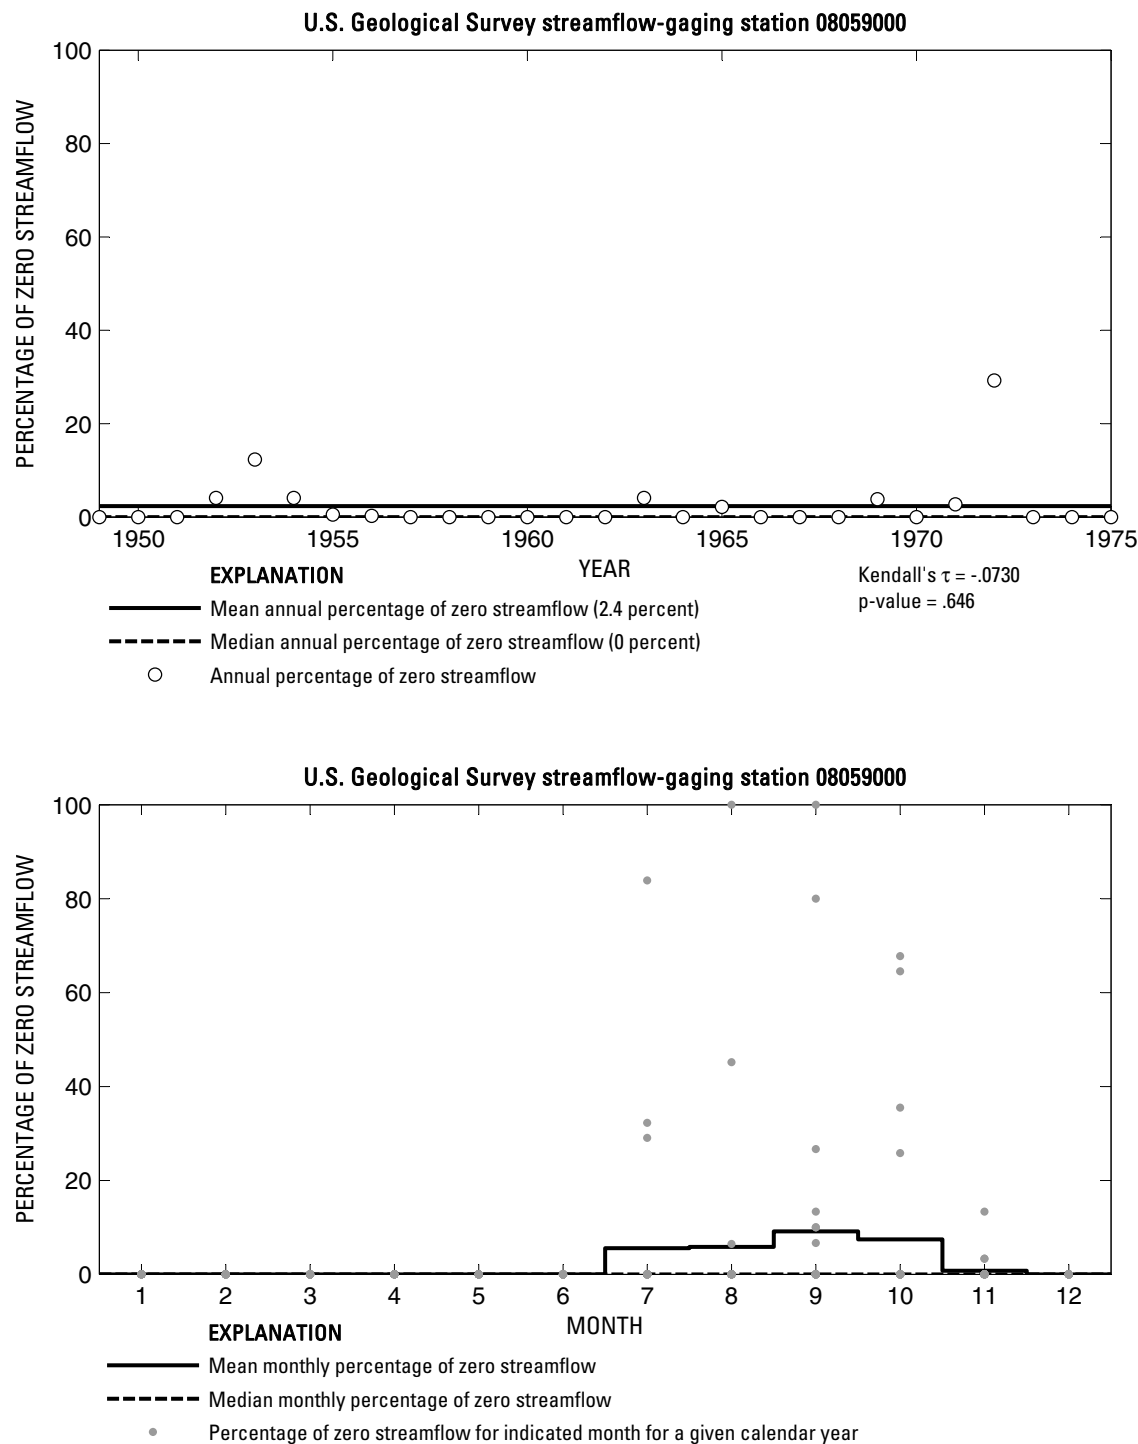 U.S. Geological Survey streamflow-gaging station 08059000
PERCENTAGE OF ZERO STREAMFLOW
100
80
60
40
20
0
1950 1955 1960 1965 1970 1975
YEAR
EXPLANATION
Mean annual percentage of zero streamflow (2.4 percent)
Median annual percentage of zero streamflow (0 percent)
Annual percentage of zero streamflow
Kendall's τ = -.0730
p-value = .646
U.S. Geological Survey streamflow-gaging station 08059000
PERCENTAGE OF ZERO STREAMFLOW
100
80
60
40
20
0
1 2 3 4 5 6 7 8 9 10 11 12
MONTH
EXPLANATION
Mean monthly percentage of zero streamflow
Median monthly percentage of zero streamflow
Percentage of zero streamflow for indicated month for a given calendar year